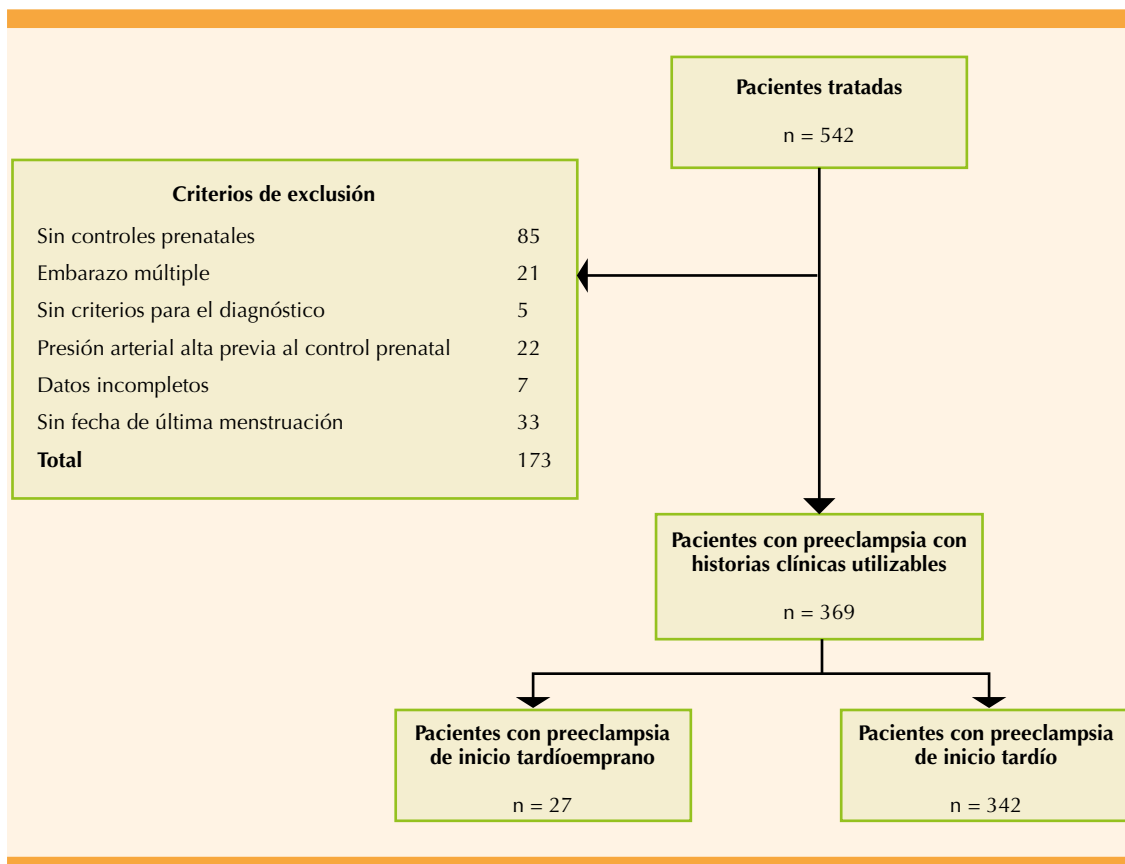 Pacientes tratadas
n = 542
Criterios de exclusión
Sin controles prenatales 85
Embarazo múltiple 21
Sin criterios para el diagnóstico 5
Presión arterial alta previa al control prenatal 22
Datos incompletos 7
Sin fecha de última menstruación 33
Total 173
Pacientes con preeclampsia con
historias clínicas utilizables
n = 369
Pacientes con preeclampsia
de inicio tardíoemprano
n = 27
Pacientes con preeclampsia
de inicio tardío
n = 342